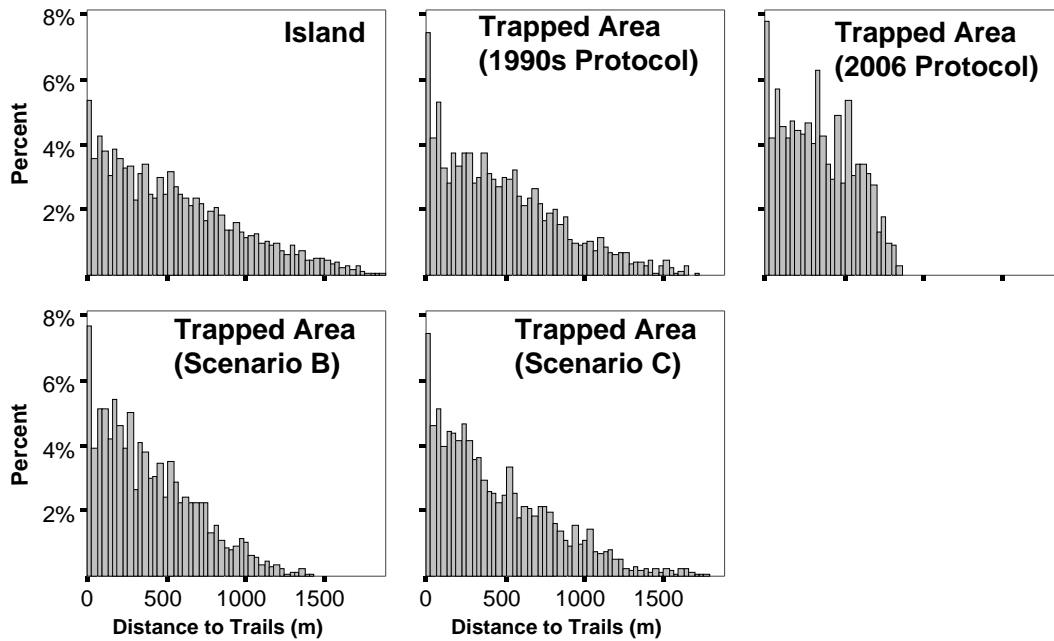 8%
6%
4%
2%
Percent
Island
Trapped Area
(1990s Protocol)
Trapped Area
(2006 Protocol)
8%
6%
4%
2%
Percent
Trapped Area
(Scenario B)
Trapped Area
(Scenario C)
0 500 1000 1500
0 500 1000 1500
Distance to Trails (m)
Distance to Trails (m)